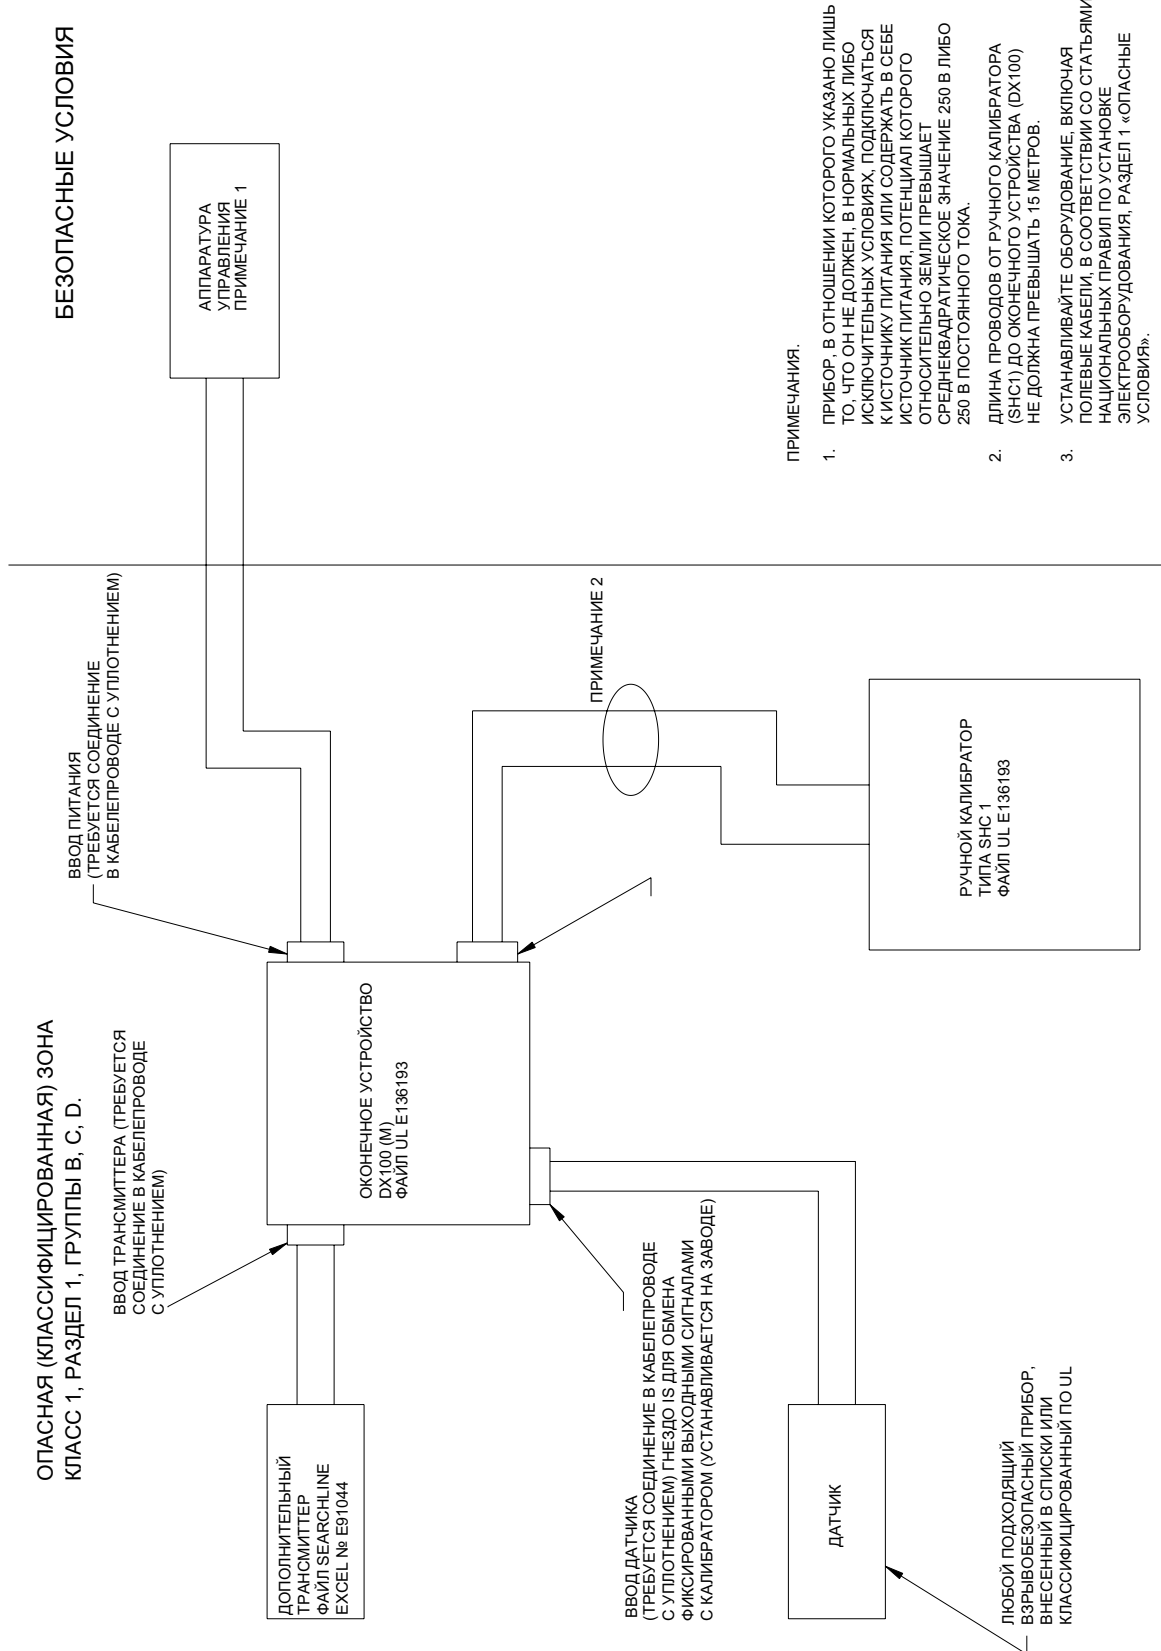 ОПАСНАЯ (КЛАССИФИЦИРОВАННАЯ) ЗОНА
КЛАСС 1, РАЗДЕЛ 1, ГРУППЫ B, C, D.
БЕЗОПАСНЫЕ УСЛОВИЯ
ВВОД ТРАНСМИТТЕРА (ТРЕБУЕТСЯ
СОЕДИНЕНИЕ В КАБЕЛЕПРОВОДЕ
С УПЛОТНЕНИЕМ)
ВВОД ПИТАНИЯ
(ТРЕБУЕТСЯ СОЕДИНЕНИЕ
В КАБЕЛЕПРОВОДЕ С УПЛОТНЕНИЕМ)
АППАРАТУРА
УПРАВЛЕНИЯ
ПРИМЕЧАНИЕ 1
ДОПОЛНИТЕЛЬНЫЙ
ТРАНСМИТТЕР
ФАЙЛ SEARCHLINE
EXCEL № E91044
ОКОНЕЧНОЕ УСТРОЙСТВО
DX100 (M)
ФАЙЛ UL E136193
ПРИМЕЧАНИЕ 2
ВВОД ДАТЧИКА
(ТРЕБУЕТСЯ СОЕДИНЕНИЕ В КАБЕЛЕПРОВОДЕ
С УПЛОТНЕНИЕМ) ГНЕЗДО IS ДЛЯ ОБМЕНА
ФИКСИРОВАННЫМИ ВЫХОДНЫМИ СИГНАЛАМИ
С КАЛИБРАТОРОМ (УСТАНАВЛИВАЕТСЯ НА ЗАВОДЕ)
ДАТЧИК
РУЧНОЙ КАЛИБРАТОР
ТИПА SHC 1
ФАЙЛ UL E136193
ЛЮБОЙ ПОДХОДЯЩИЙ
ВЗРЫВОБЕЗОПАСНЫЙ ПРИБОР,
ВНЕСЕННЫЙ В СПИСКИ ИЛИ
КЛАССИФИЦИРОВАННЫЙ ПО UL
ПРИМЕЧАНИЯ.
1. ПРИБОР, В ОТНОШЕНИИ КОТОРОГО УКАЗАНО ЛИШЬ
ТО, ЧТО ОН НЕ ДОЛЖЕН, В НОРМАЛЬНЫХ ЛИБО
ИСКЛЮЧИТЕЛЬНЫХ УСЛОВИЯХ, ПОДКЛЮЧАТЬСЯ
К ИСТОЧНИКУ ПИТАНИЯ ИЛИ СОДЕРЖАТЬ В СЕБЕ
ИСТОЧНИК ПИТАНИЯ, ПОТЕНЦИАЛ КОТОРОГО
ОТНОСИТЕЛЬНО ЗЕМЛИ ПРЕВЫШАЕТ
СРЕДНЕКВАДРАТИЧЕСКОЕ ЗНАЧЕНИЕ 250 В ЛИБО
250 В ПОСТОЯННОГО ТОКА.
2. ДЛИНА ПРОВОДОВ ОТ РУЧНОГО КАЛИБРАТОРА
(SHC1) ДО ОКОНЕЧНОГО УСТРОЙСТВА (DX100)
НЕ ДОЛЖНА ПРЕВЫШАТЬ 15 МЕТРОВ.
3. УСТАНАВЛИВАЙТЕ ОБОРУДОВАНИЕ, ВКЛЮЧАЯ
ПОЛЕВЫЕ КАБЕЛИ, В СООТВЕТСТВИИ СО СТАТЬЯМИ
НАЦИОНАЛЬНЫХ ПРАВИЛ ПО УСТАНОВКЕ
ЭЛЕКТРООБОРУДОВАНИЯ, РАЗДЕЛ 1 «ОПАСНЫЕ
УСЛОВИЯ».